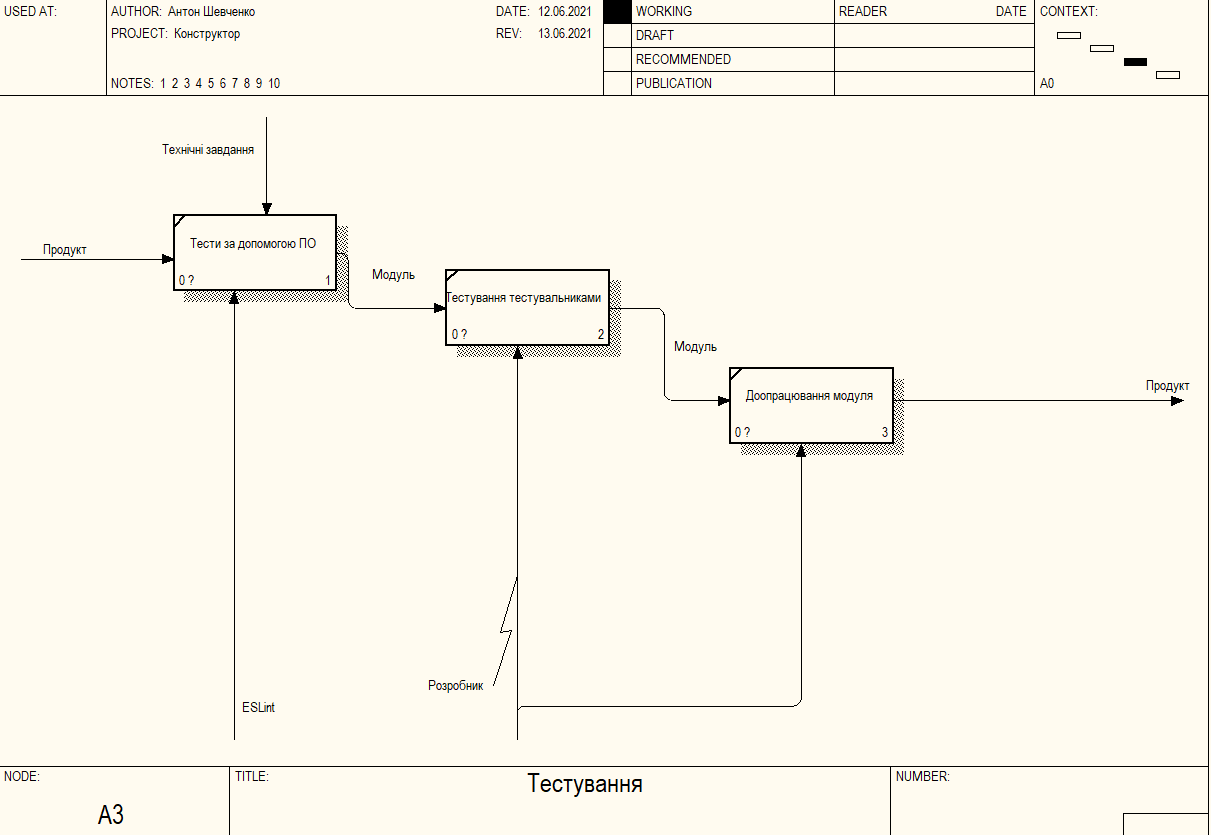 USED AT:
AUTHOR: Антон Шевченко
DATE: 12.06.2021
WORKING
READER
DATE
CONTEXT:
PROJECT: Конструктор
REV: 13.06.2021
DRAFT
RECOMMENDED
NOTES: 1 2 3 4 5 6 7 8 9 10
PUBLICATION
A0
Технічні завдання
Продукт
Тести за допомогою ПО
0 ?
1
Модуль
Тестування тестувальниками
0 ?
2
Модуль
Доопрацювання модуля
0 ?
3
Продукт
Розробник
ESLint
NODE:
A3
TITLE:
Тестування
NUMBER: